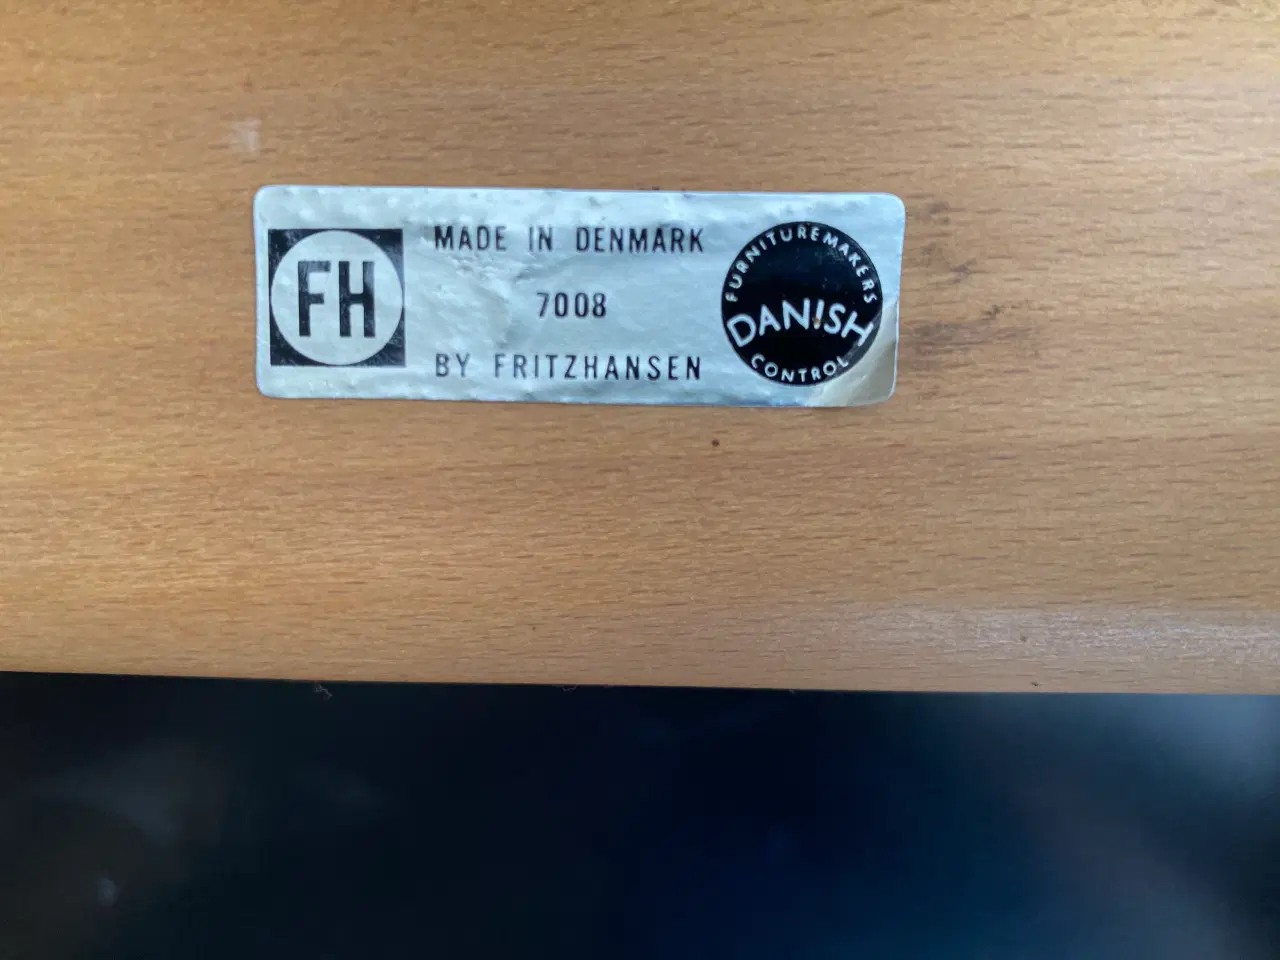 FH
MADE IN DENMARK
7008
BY FRITZHANSEN
FURNITUREMAKERS
DANISH
CONTROL